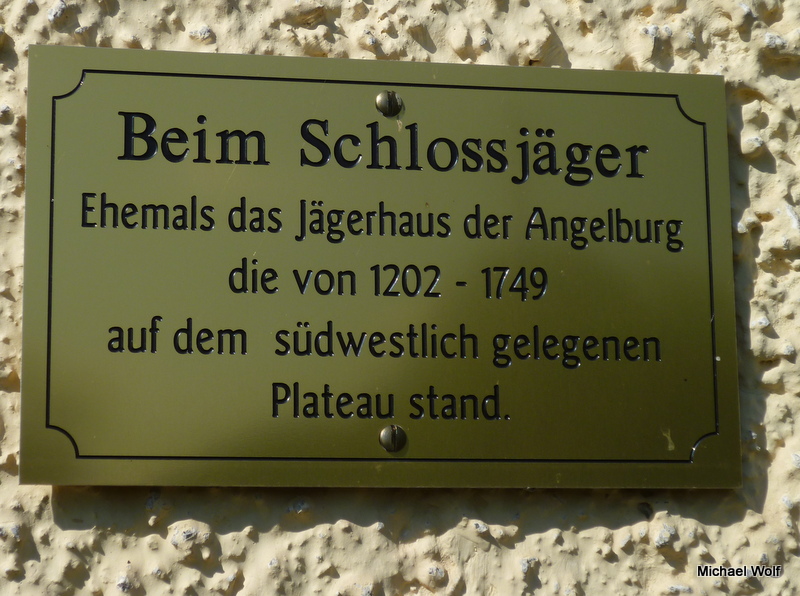 Beim Schlossjäger
Ehemals das Jägerhaus der Angelburg
die von 1202 - 1749
auf dem südwestlich gelegenen
Plateau stand.
Michael Wolf